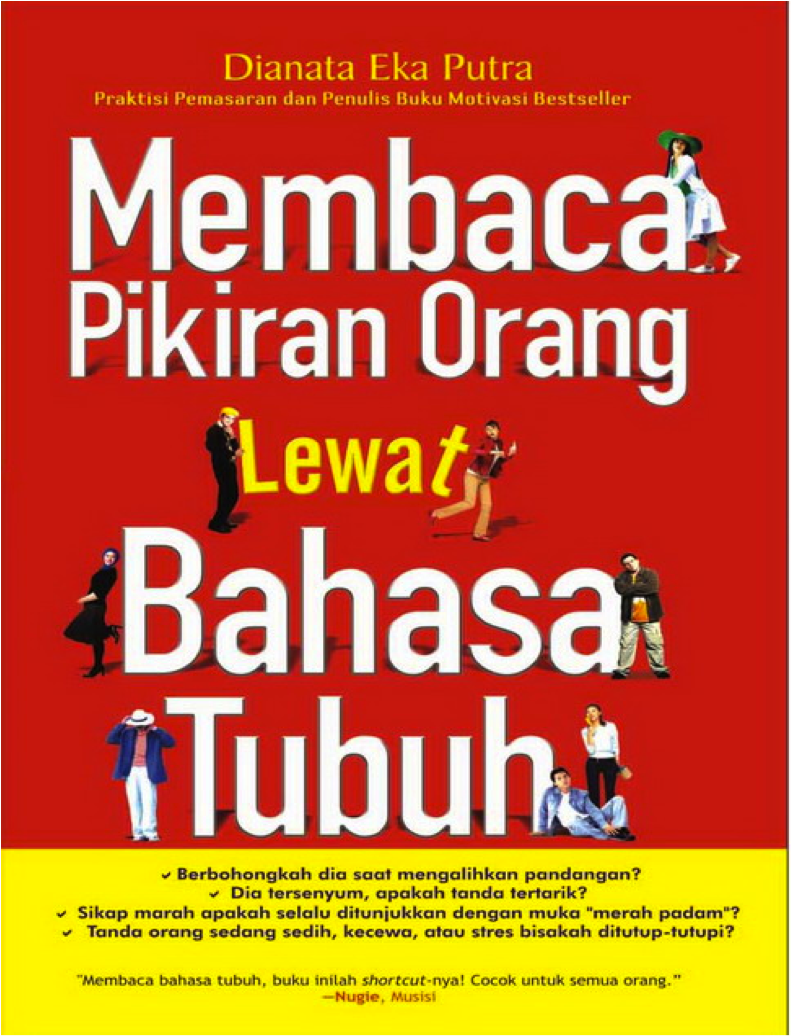 Dianata Eka Putra
Praktisi Pemasaran dan Penulis Buku Motivasi Bestseller
Membaca
Pikiran Orang
Lewat
Bahasa
Tubuh
✓ Berbohongkah dia saat mengalihkan pandangan?
✓ Dia tersenyum, apakah tanda tertarik?
✓ Sikap marah apakah selalu ditunjukkan dengan muka "merah padam"?
✓ Tanda orang sedang sedih, kecewa, atau stres bisakah ditutup-tutupi?
"Membaca bahasa tubuh, buku inilah shortcut-nya! Cocok untuk semua orang.”
—Nugie, Musisi